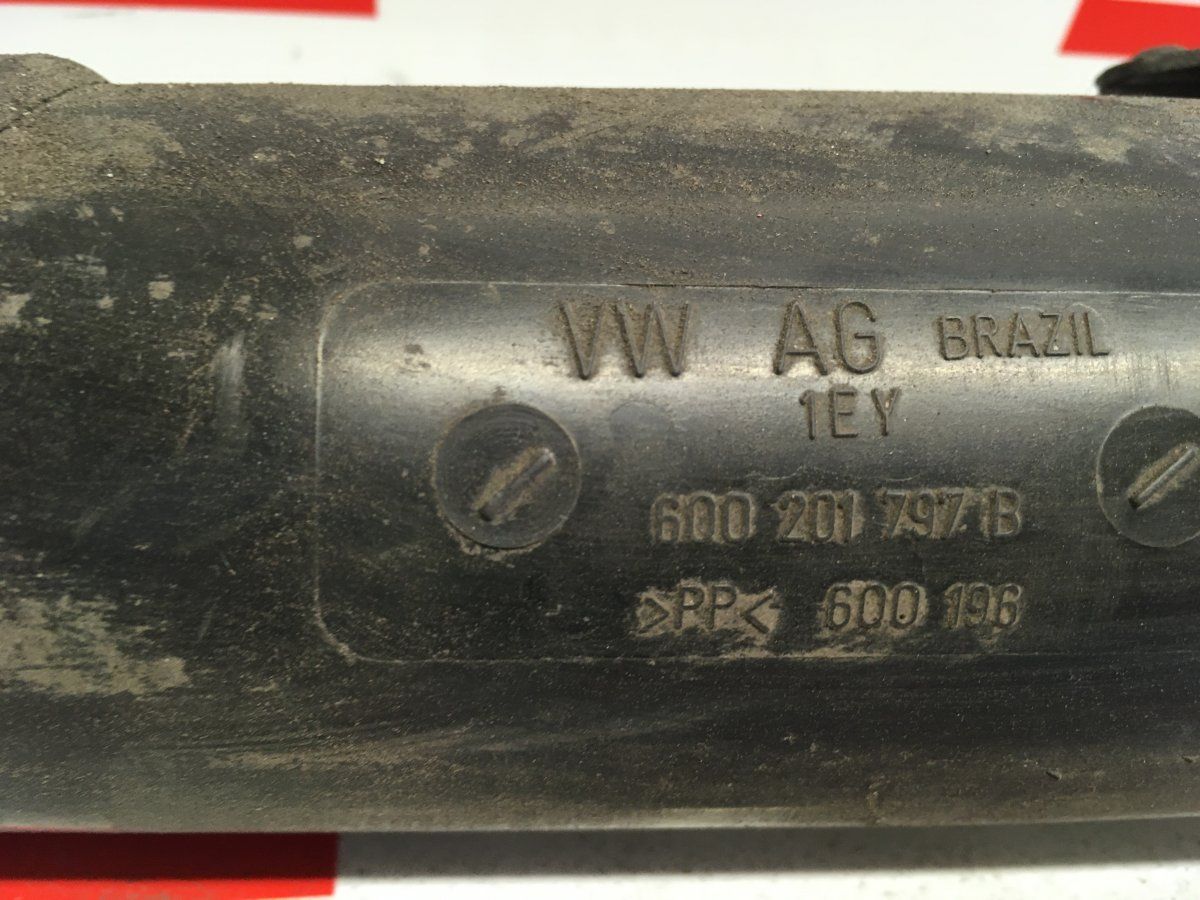 VW AG BRAZIL
1EY
600 201 797 B
>PP< 600 196